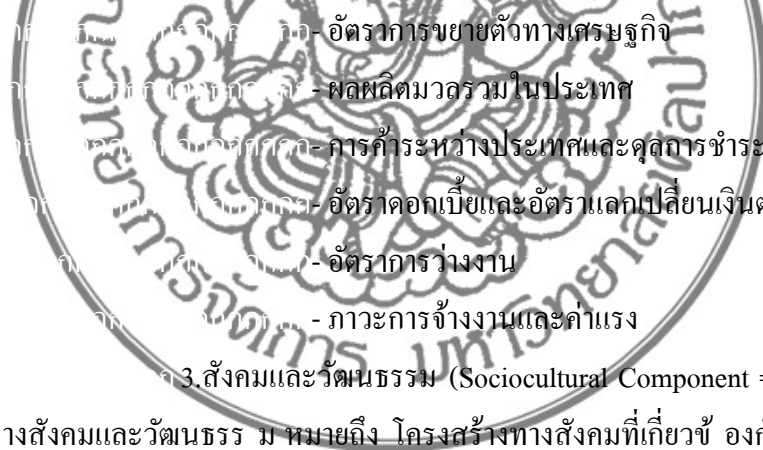 - อัตราการขยายตัวทางเศรษฐกิจ
- ผลผลิตมวลรวมในประเทศ
- การค้าระหว่างประเทศและดุลการชำระ
- อัตราดอกเบี้ยและอัตราแลกเปลี่ยนเงินต
- อัตราการว่างงาน
- ภาวะการจ้างงานและค่าแรง
3.สังคมและวัฒนธรรม (Sociocultural Component =
างสังคมและวัฒนธรร ม หมายถึง โครงสร้างทางสังคมที่เกี่ยวข้ องกั